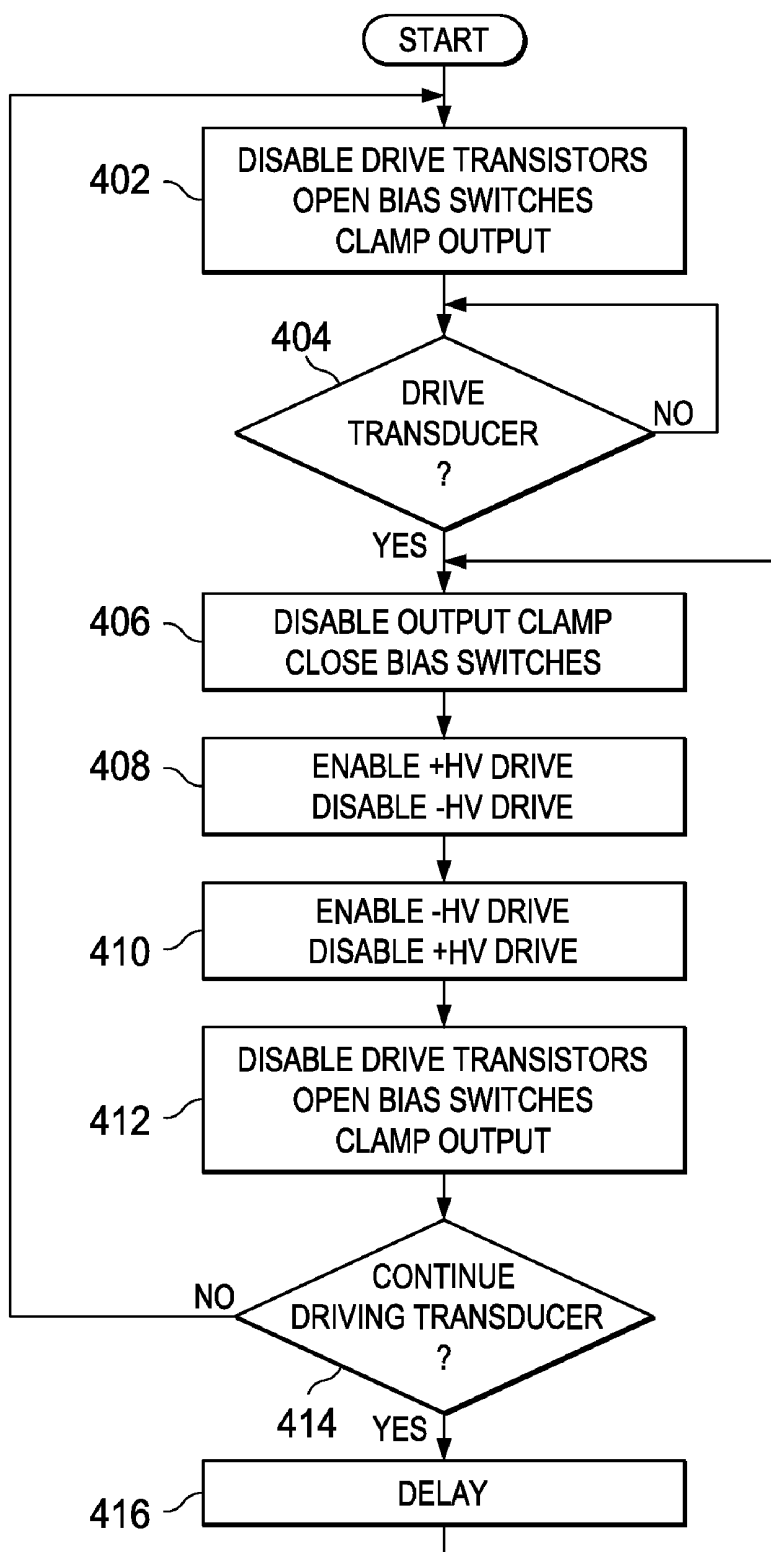 START
402
DISABLE DRIVE TRANSISTORS
OPEN BIAS SWITCHES
CLAMP OUTPUT
404
DRIVE
TRANSDUCER
?
NO
YES
406
DISABLE OUTPUT CLAMP
CLOSE BIAS SWITCHES
408
ENABLE +HV DRIVE
DISABLE -HV DRIVE
410
ENABLE -HV DRIVE
DISABLE +HV DRIVE
412
DISABLE DRIVE TRANSISTORS
OPEN BIAS SWITCHES
CLAMP OUTPUT
NO
CONTINUE
DRIVING TRANSDUCER
?
414
YES
416
DELAY